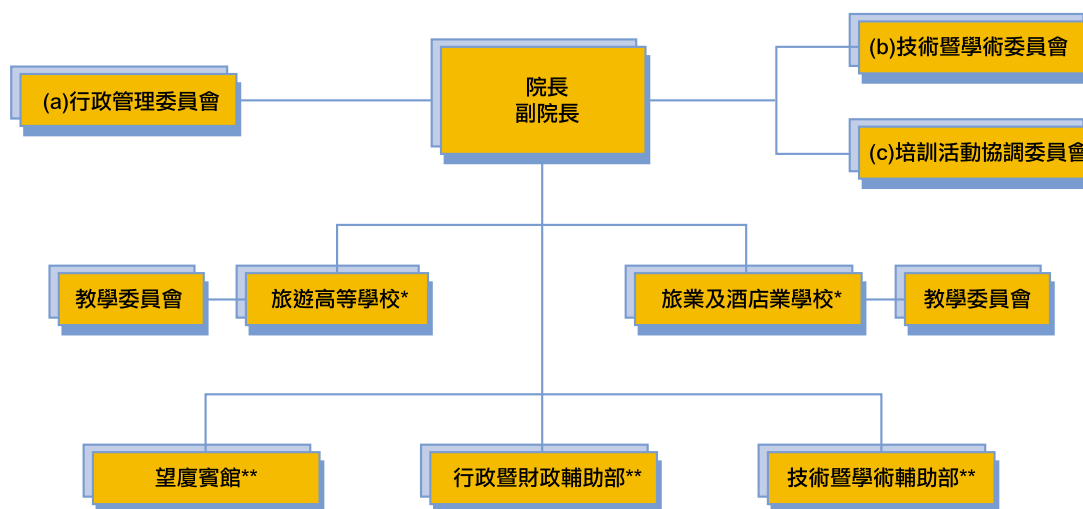 (b)技術暨學術委員會
院長
副院長
(a)行政管理委員會
(c)培訓活動協調委員會
教學委員會
旅遊高等學校*
旅業及酒店業學校*
教學委員會
望廈賓館**
行政暨財政輔助部**
技術暨學術輔助部**